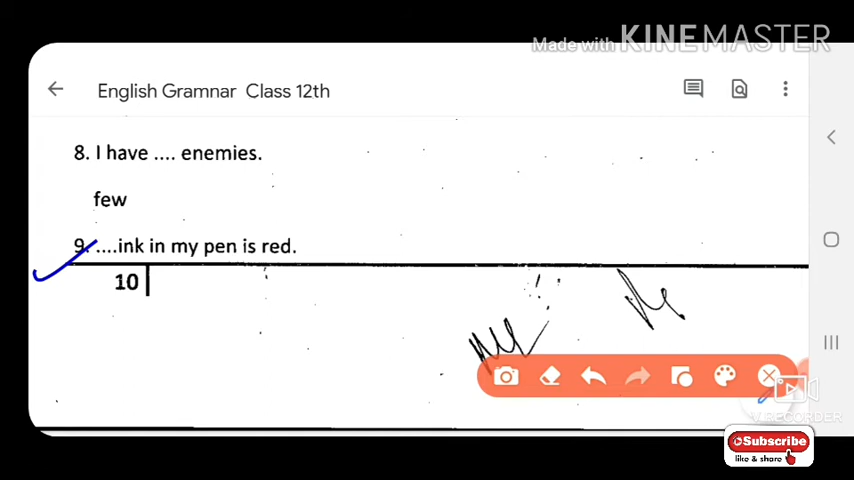 Made with KINEMASTER
English Gramnar Class 12th
8. I have .... enemies.
few
9. ....ink in my pen is red.
10
V RECORDER
Subscribe
like & share